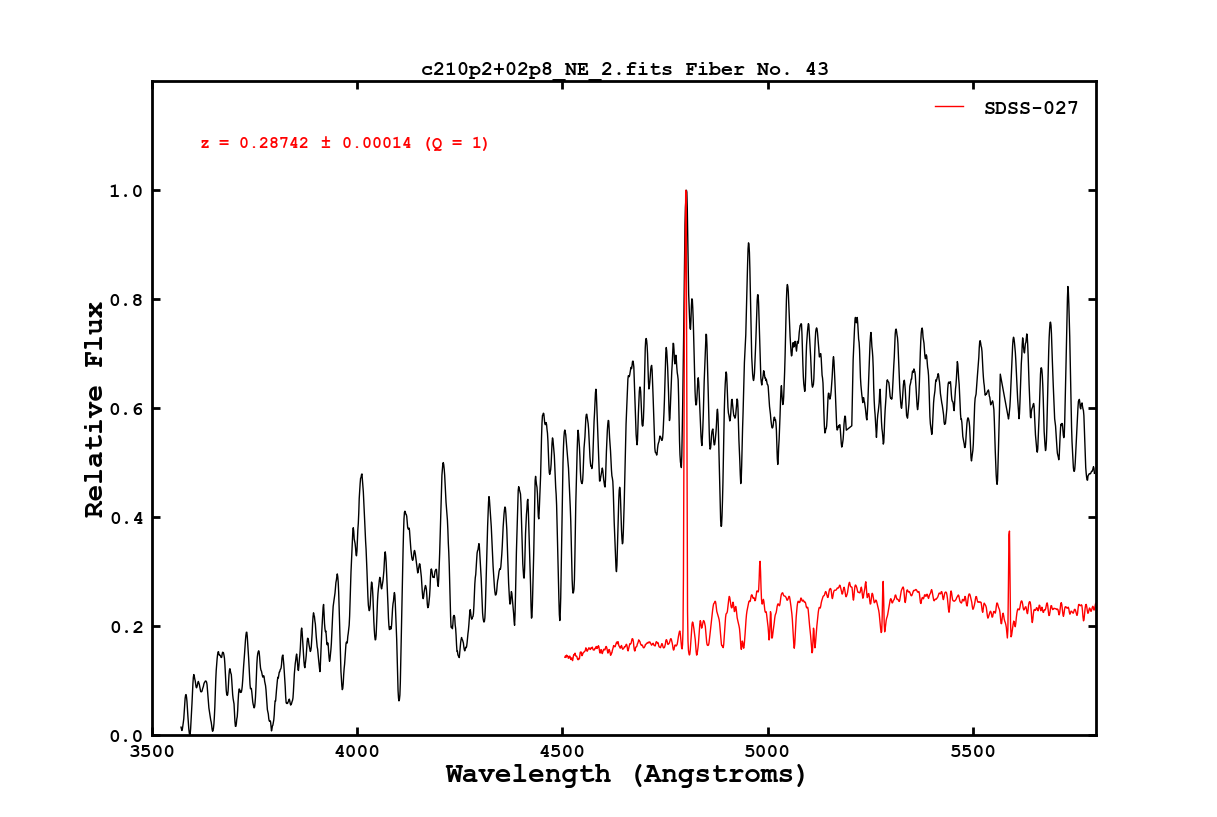 c210p2+02p8_NE_2.fits Fiber No. 43
SDSS-027
z = 0.28742 ± 0.00014 (Q = 1)
1.0
0.8
0.6
0.4
0.2
0.0
Relative Flux
3500 4000 4500 5000 5500
Wavelength (Angstroms)